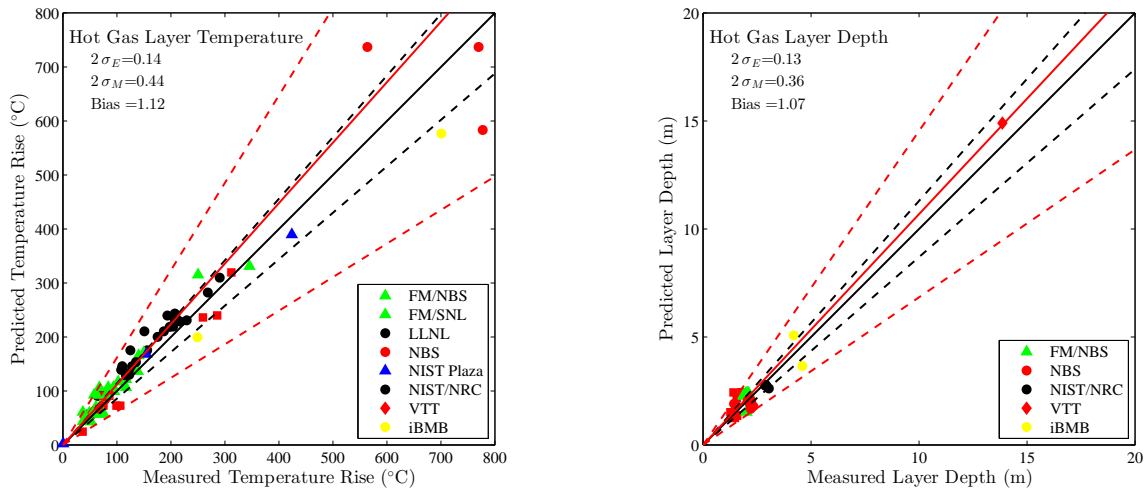 Hot Gas Layer Temperature
2 σE=0.14
2 σM=0.44
Bias =1.12
Predicted Temperature Rise (°C)
800
700
600
500
400
300
200
100
0
0 100 200 300 400 500 600 700 800
Measured Temperature Rise (°C)
FM/NBS
FM/SNL
LLNL
NBS
NIST Plaza
NIST/NRC
VTT
iBMB
Hot Gas Layer Depth
2 σE=0.13
2 σM=0.36
Bias =1.07
Predicted Layer Depth (m)
20
15
10
5
0
0 5 10 15 20
Measured Layer Depth (m)
FM/NBS
NBS
NIST/NRC
VTT
iBMB